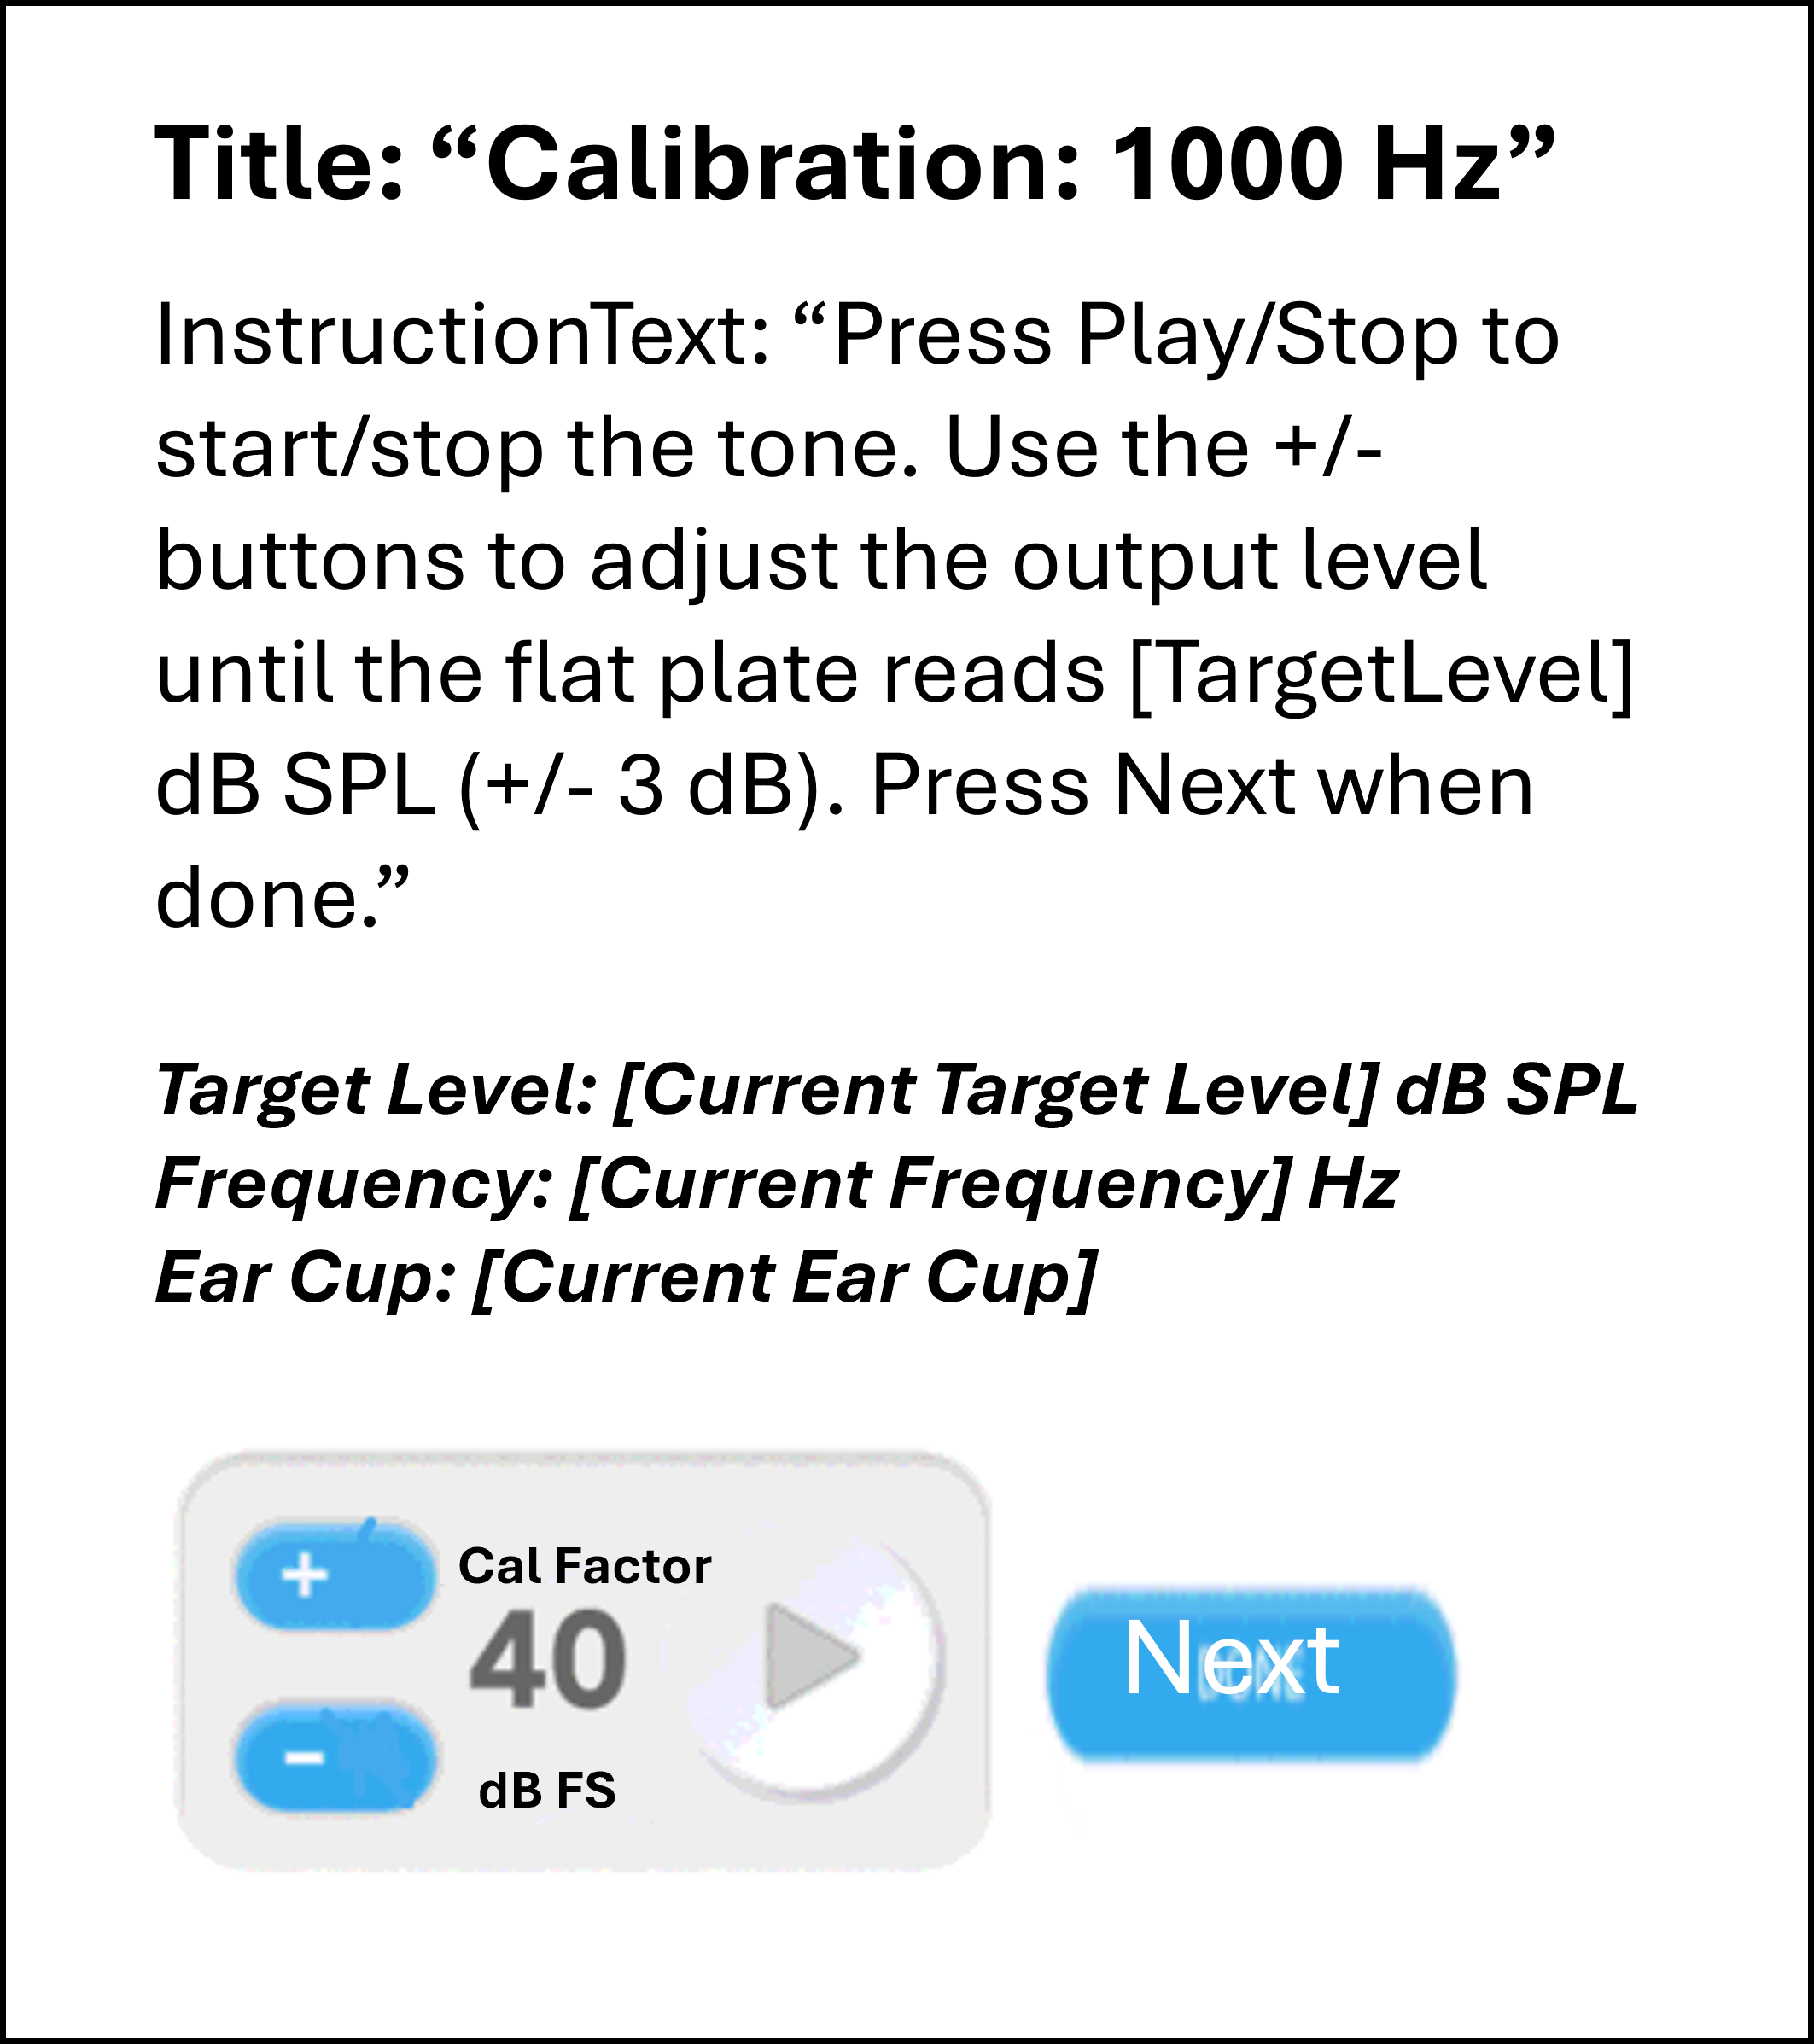 Title: “Calibration: 1000 Hz”
InstructionText: “Press Play/Stop to
start/stop the tone. Use the +/-
buttons to adjust the output level
until the flat plate reads [TargetLevel]
dB SPL (+/- 3 dB). Press Next when
done.”
Target Level: [Current Target Level] dB SPL
Frequency: [Current Frequency] Hz
Ear Cup: [Current Ear Cup]
+
Cal Factor
40
-
dB FS
Next